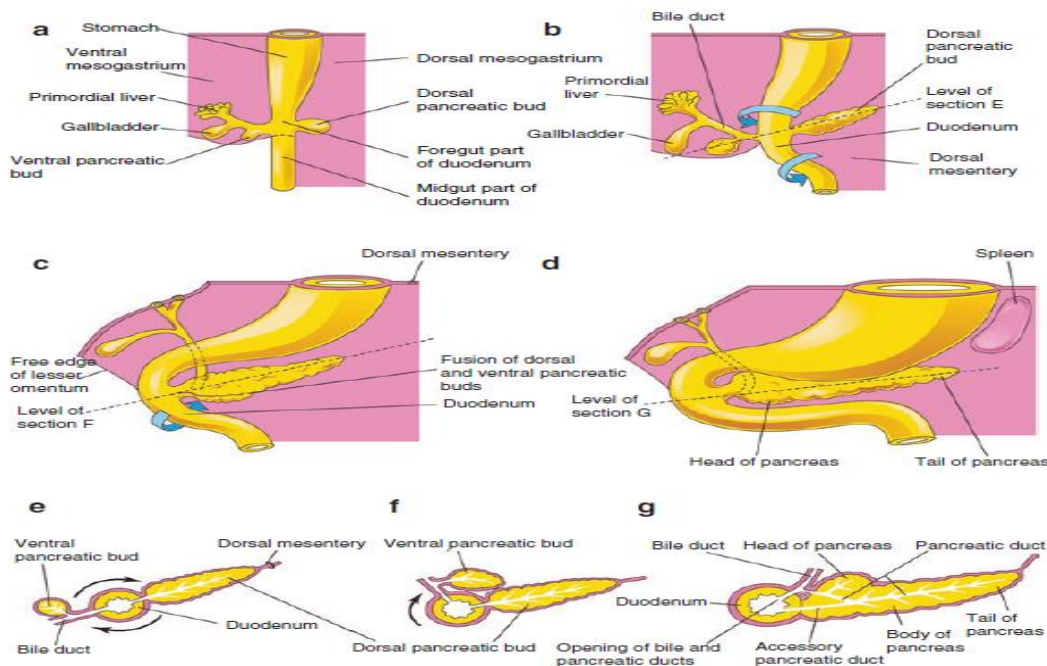 a
Stomach
Ventral
mesogastrium
Primordial liver
Gallbladder
Ventral pancreatic
bud
Dorsal mesogastrium
Dorsal
pancreatic bud
Foregut part
of duodenum
Midgut part of
duodenum
b
Bile duct
Primordial
liver
Gallbladder
Dorsal
pancreatic
bud
Level of
section E
Duodenum
Dorsal
mesentery
c
Dorsal mesentery
Free edge
of lesser
omentum
Level of
section F
Fusion of dorsal
and ventral pancreatic
buds
Duodenum
d
Spleen
Level of
section G
Head of pancreas
Tail of pancreas
e
Ventral
pancreatic bud
Dorsal mesentery
Duodenum
Bile duct
f
Ventral pancreatic bud
Dorsal pancreatic bud
g
Bile duct
Head of pancreas
Pancreatic duct
Duodenum
Opening of bile and
pancreatic ducts
Accessory
pancreatic duct
Body of
pancreas
Tail of
pancreas